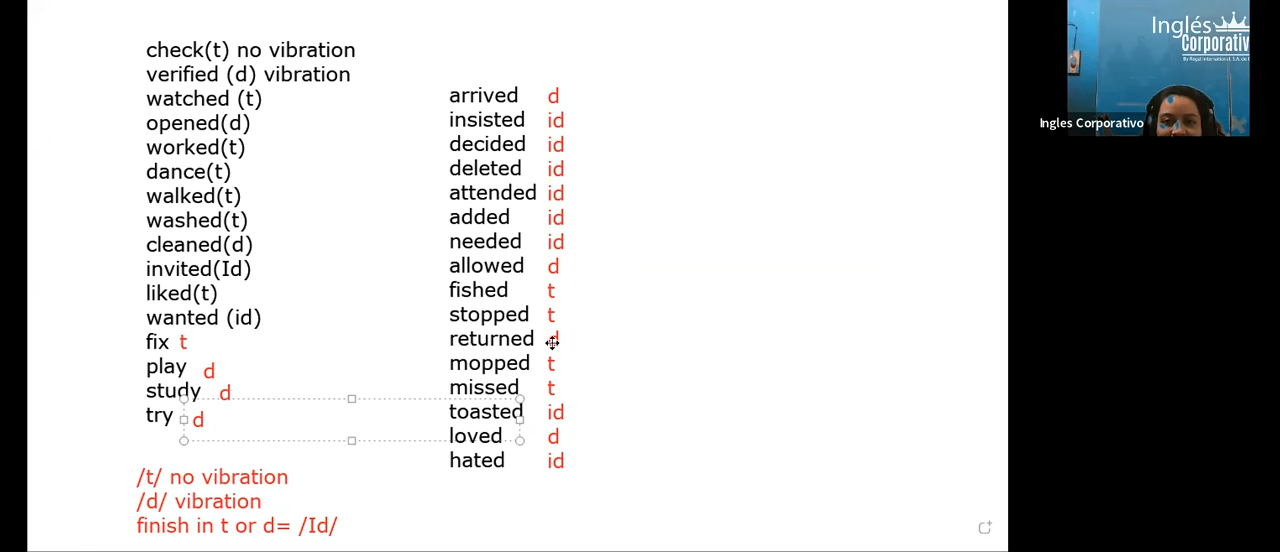 check(t) no vibration
verified (d) vibration
watched (t)
opened(d)
worked(t)
dance(t)
walked(t)
washed(t)
cleaned(d)
invited(Id)
liked(t)
wanted (id)
fix t
play d
study d
try d
/t/ no vibration
/d/ vibration
finish in t or d= /Id/
arrived d
insisted id
decided id
deleted id
attended id
added id
needed id
allowed d
fished t
stopped t
returned d
mopped t
missed t
toasted id
loved d
hated id
Inglés
Corporativ
Ingles Corporativo